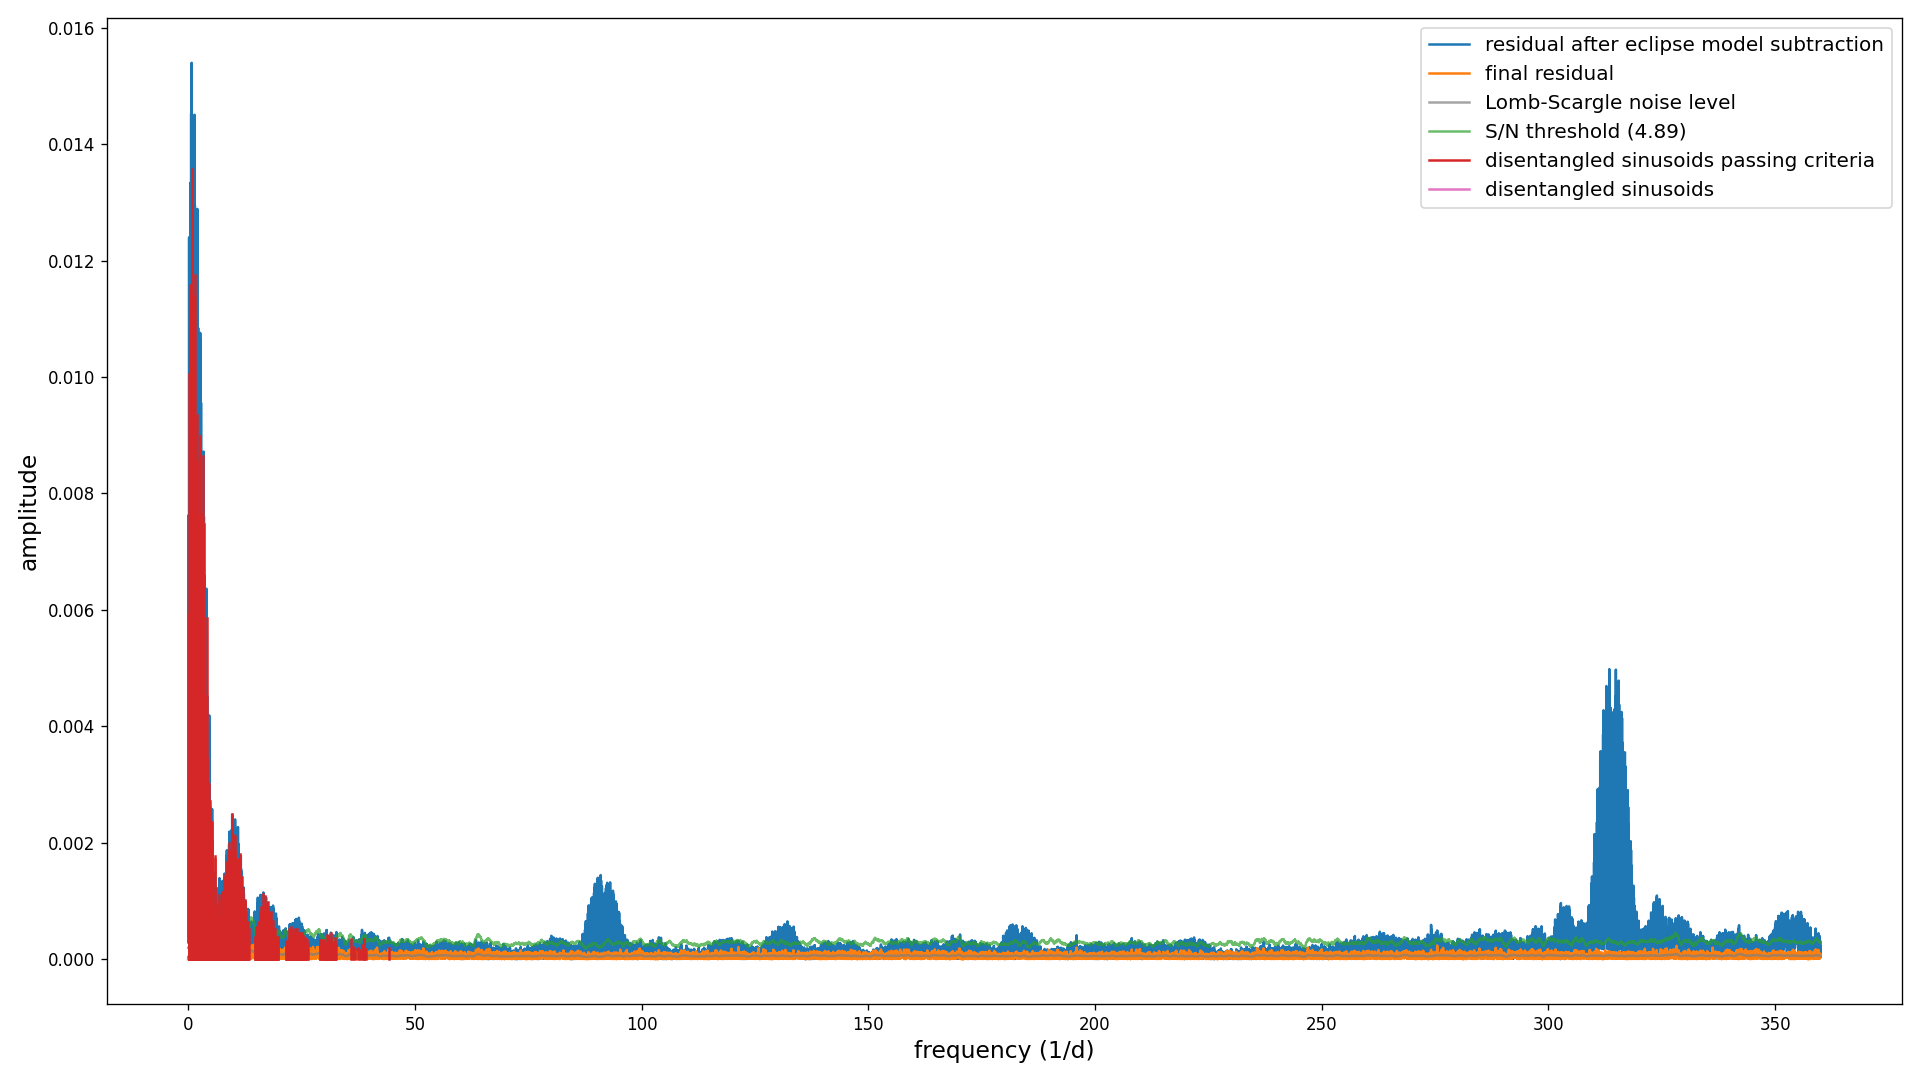 0.016
0.014
0.012
0.010
0.008
0.006
0.004
0.002
0.000
amplitude
residual after eclipse model subtraction
final residual
Lomb-Scargle noise level
S/N threshold (4.89)
disentangled sinusoids passing criteria
disentangled sinusoids
0 50 100 150 200 250 300 350
frequency (1/d)